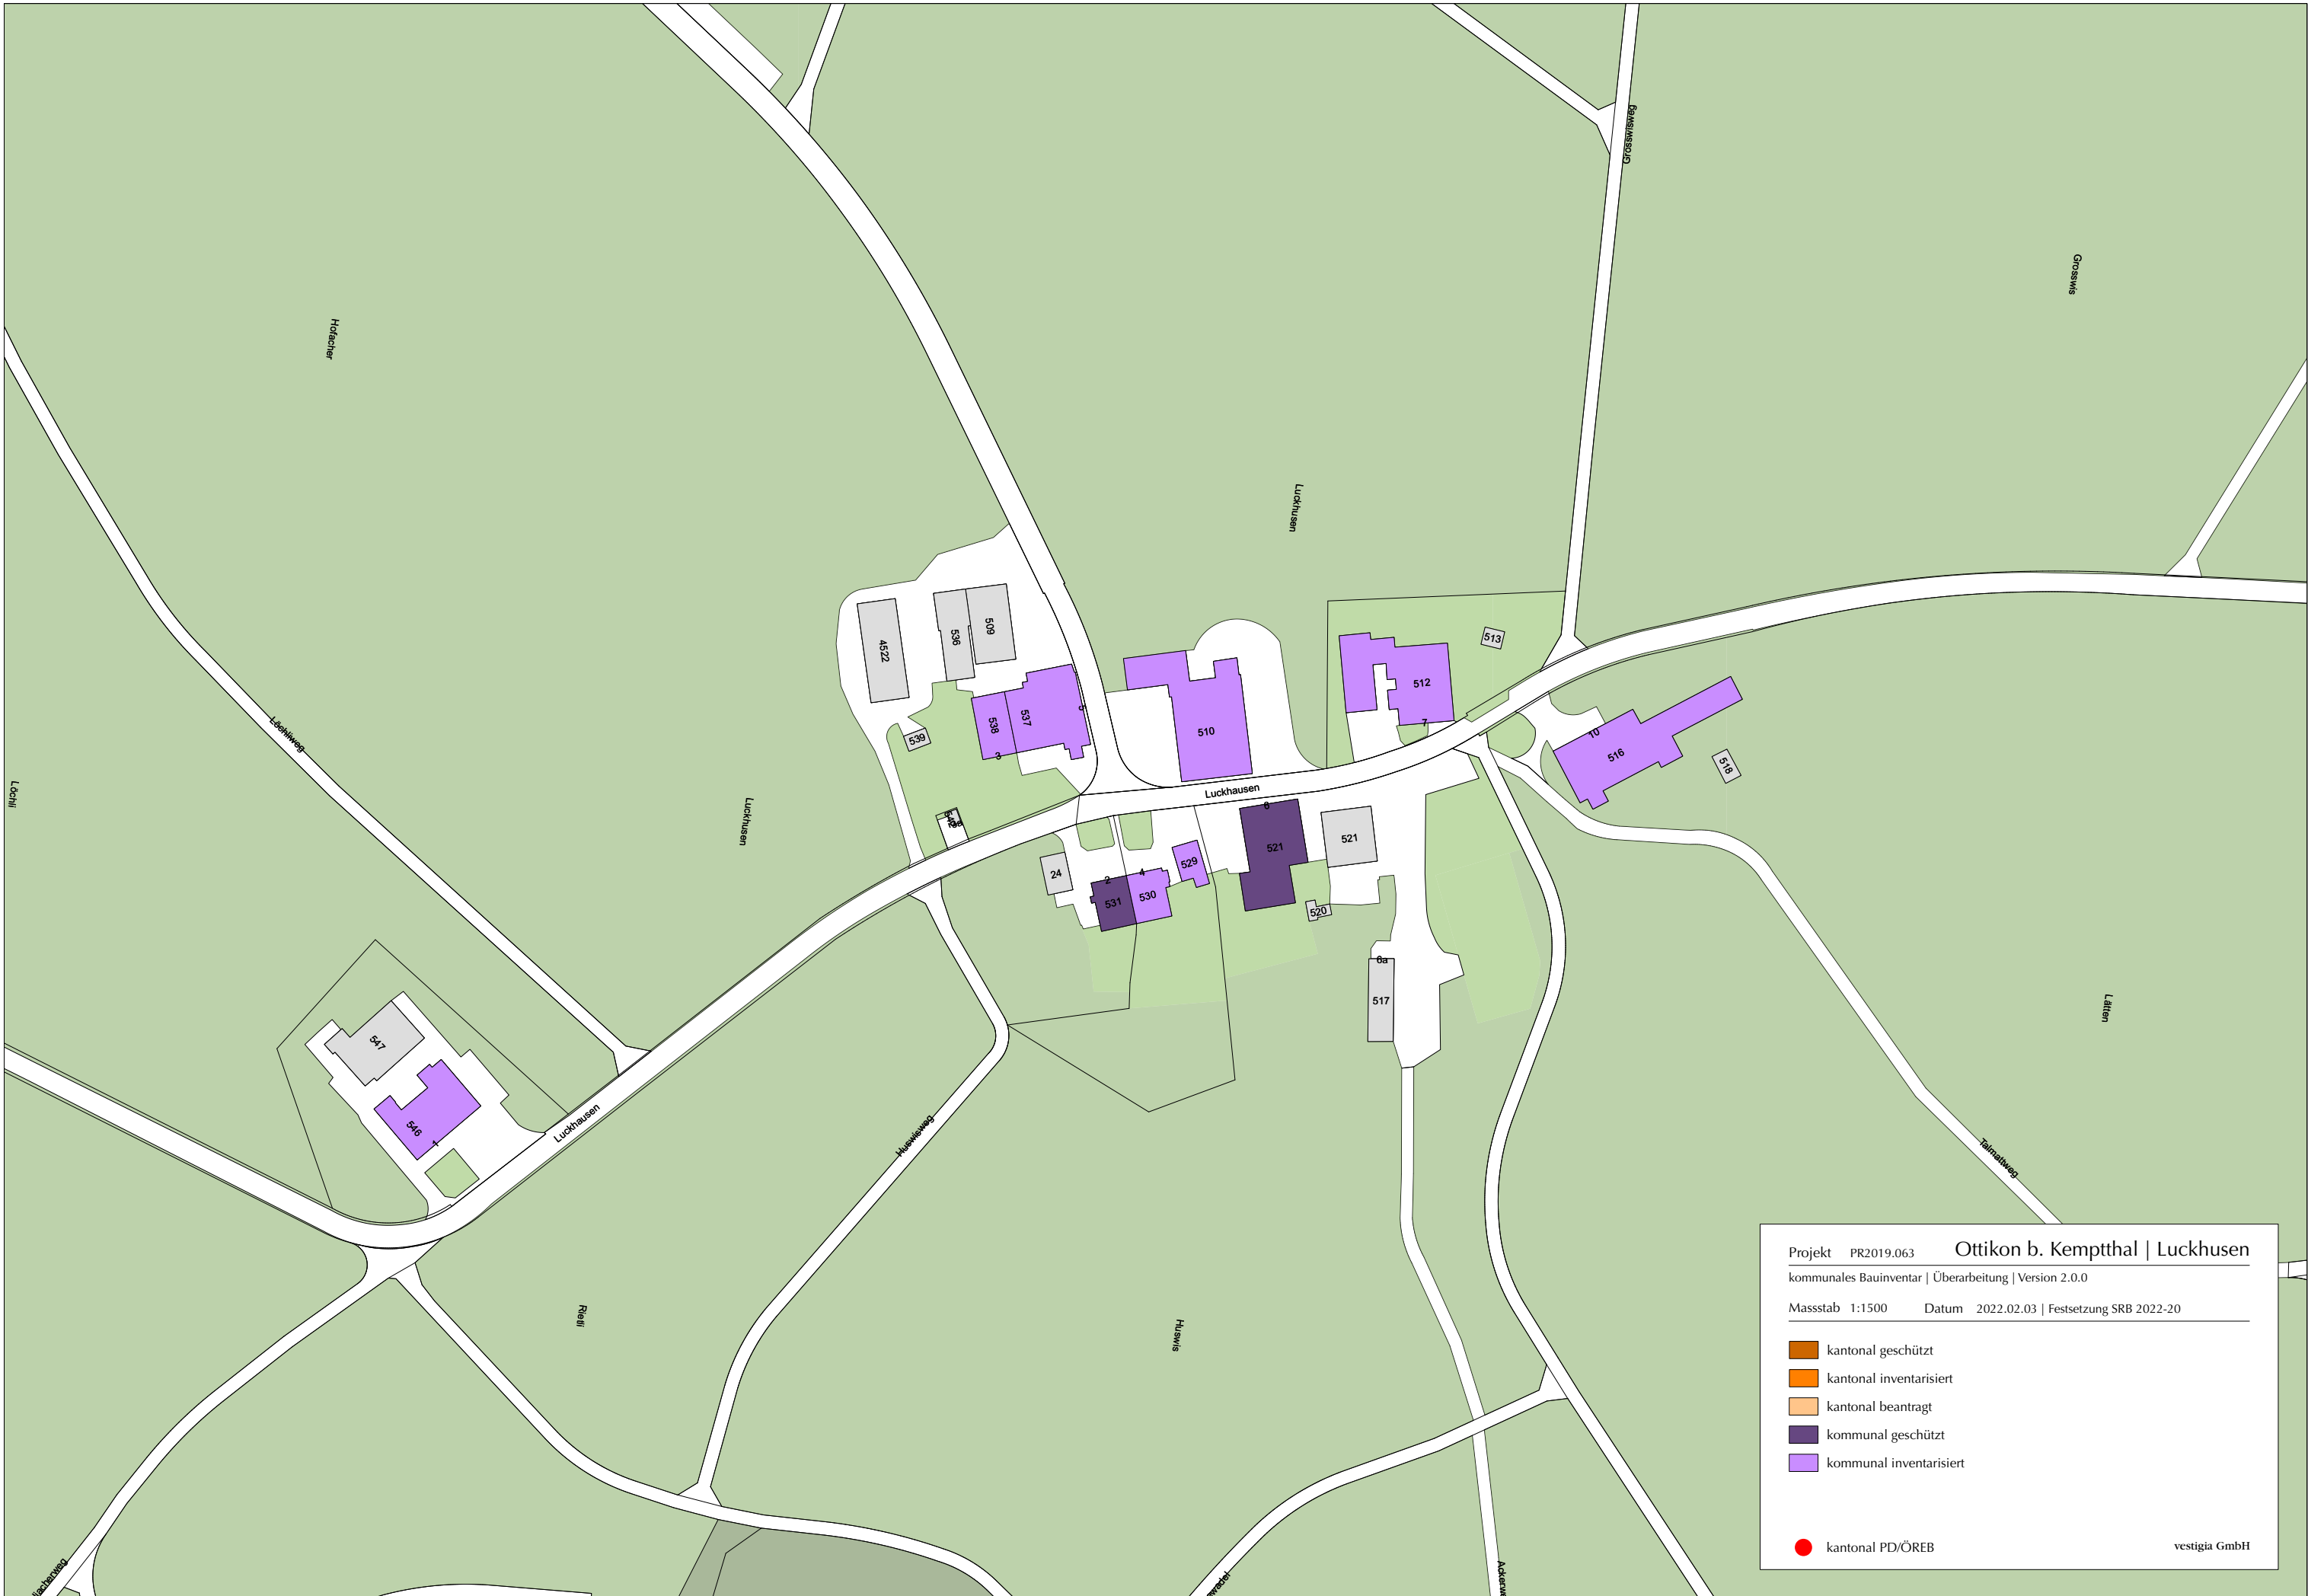 Grosswisweg
Grosswis
Hofacher
Luckhusen
4522
536
509
513
512
7
538
537
5
3
539
510
10
516
518
Löchliweg
Löchli
Luckhusen
Luckhausen
8
521
521
24
2
531
4
530
529
520
6a
517
Lätten
547
546
1
Luckhausen
Huswisweg
Talmattweg
Rietli
Huswis
Projekt PR2019.063 Ottikon b. Kemptthal | Luckhusen
kommunales Bauinventar | Überarbeitung | Version 2.0.0
Massstab 1:1500 Datum 2022.02.03 | Festsetzung SRB 2022-20
kantonal geschützt
kantonal inventarisiert
kantonal beantragt
kommunal geschützt
kommunal inventarisiert
kantonal PD/ÖREB
vestigia GmbH